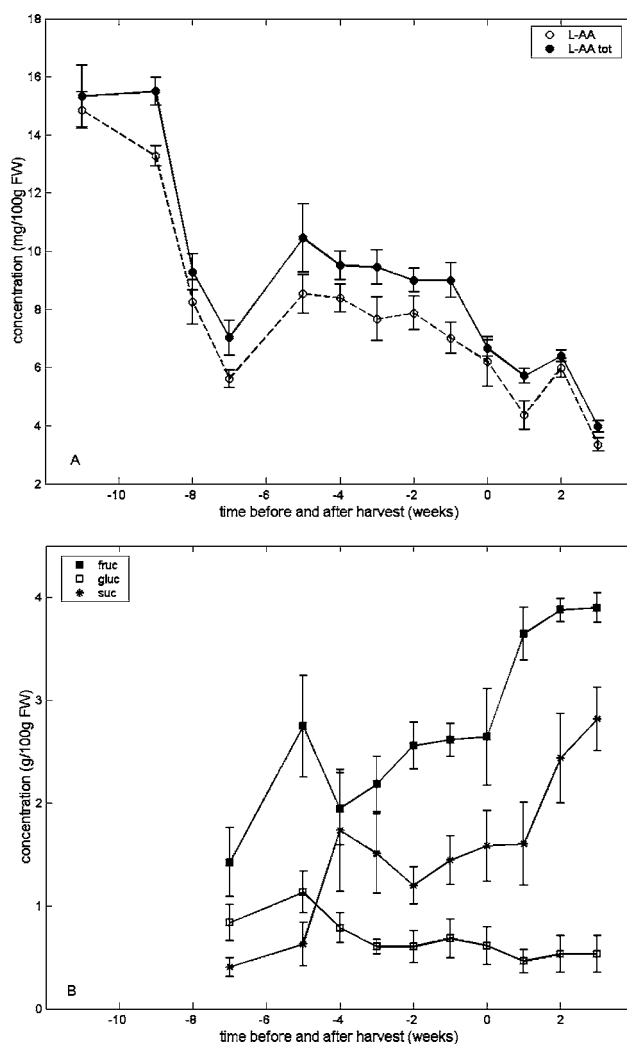 18
16
14
12
10
8
6
4
2
concentration (mg/100g FW)
L-AA
L-AA tot
A
-10 -8 -6 -4 -2 0 2
time before and after harvest (weeks)
fruc
gluc
suc
4
3
2
1
0
concentration (g/100g FW)
B
-10 -8 -6 -4 -2 0 2
time before and after harvest (weeks)